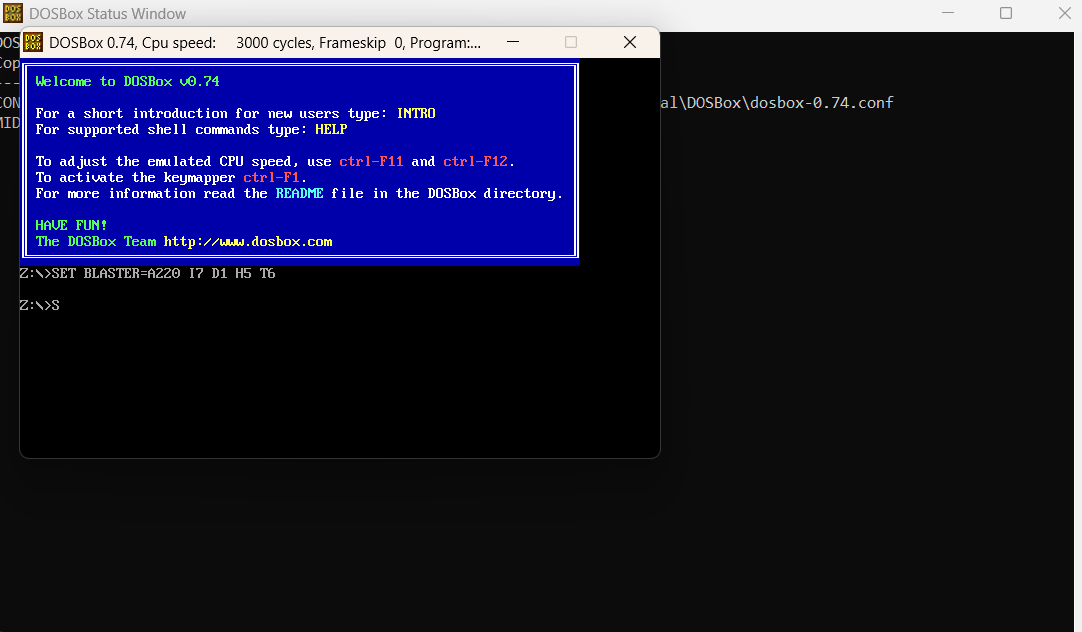 DOSBox Status Window
DOSBox 0.74, Cpu speed: 3000 cycles, Frameskip 0, Program:...
DOS
Cop
---
CON
al\DOSBox\dosbox-0.74.conf
MID
Welcome to DOSBox v0.74
For a short introduction for new users type: INTRO
For supported shell commands type: HELP
To adjust the emulated CPU speed, use ctrl-F11 and ctrl-F12.
To activate the keymapper ctrl-F1.
For more information read the README file in the DOSBox directory.
HAVE FUN!
The DOSBox Team http://www.dosbox.com
Z:\>SET BLASTER=A220 I7 D1 H5 T6
Z:\>S